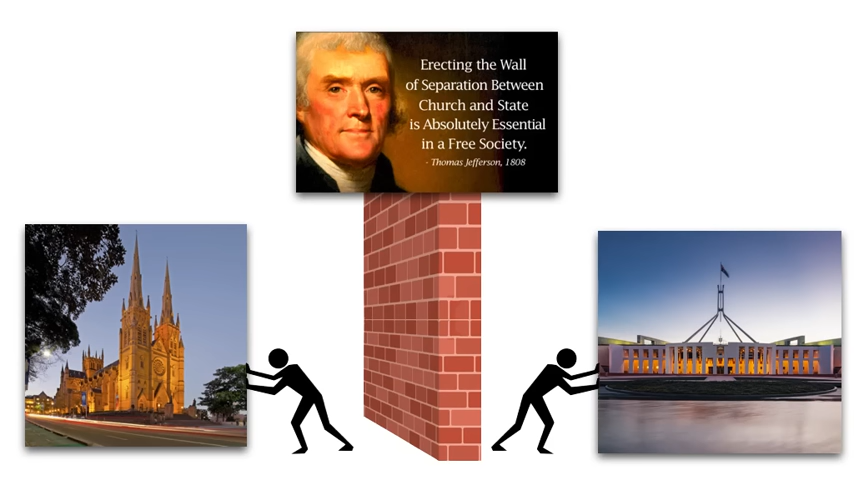 Erecting the Wall
of Separation Between
Church and State
is Absolutely Essential
in a Free Society.
- Thomas Jefferson, 1808